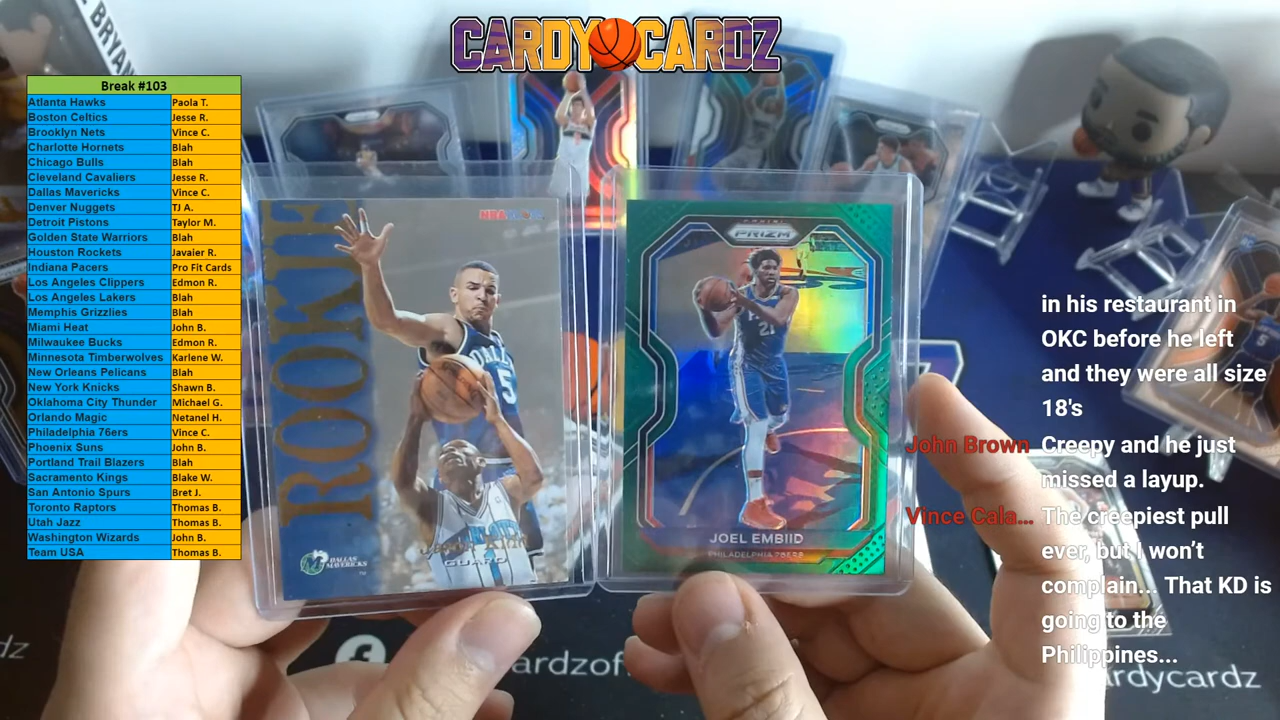 CARDY CARDZ
BRYAN
Break #103
Atlanta Hawks Paola T.
Boston Celtics Jesse R.
Brooklyn Nets Vince C.
Charlotte Hornets Blah
Chicago Bulls Blah
Cleveland Cavaliers Jesse R.
Dallas Mavericks Vince C.
Denver Nuggets TJ A.
Detroit Pistons Taylor M.
Golden State Warriors Blah
Houston Rockets Javaier R.
Indiana Pacers Pro Fit Cards
Los Angeles Clippers Edmon R.
Los Angeles Lakers Blah
Memphis Grizzlies Blah
Miami Heat John B.
Milwaukee Bucks Edmon R.
Minnesota Timberwolves Karlene W.
New Orleans Pelicans Blah
New York Knicks Shawn B.
Oklahoma City Thunder Michael G.
Orlando Magic Netanel H.
Philadelphia 76ers Vince C.
Phoenix Suns John B.
Portland Trail Blazers Blah
Sacramento Kings Blake W.
San Antonio Spurs Bret J.
Toronto Raptors Thomas B.
Utah Jazz Thomas B.
Washington Wizards John B.
Team USA Thomas B.
ROOKIE
DALLAS
MAVERICKS
GUARD
PRIZM
21
JOEL EMBIID
PHILADELPHIA 76ERS
in his restaurant in
OKC before he left
and they were all size
18's
John Brown Creepy and he just
missed a layup.
Vince Cala... The creepiest pull
ever, but I won't
complain... That KD is
going to the
Philippines...
dz
ardzof
rdycardz